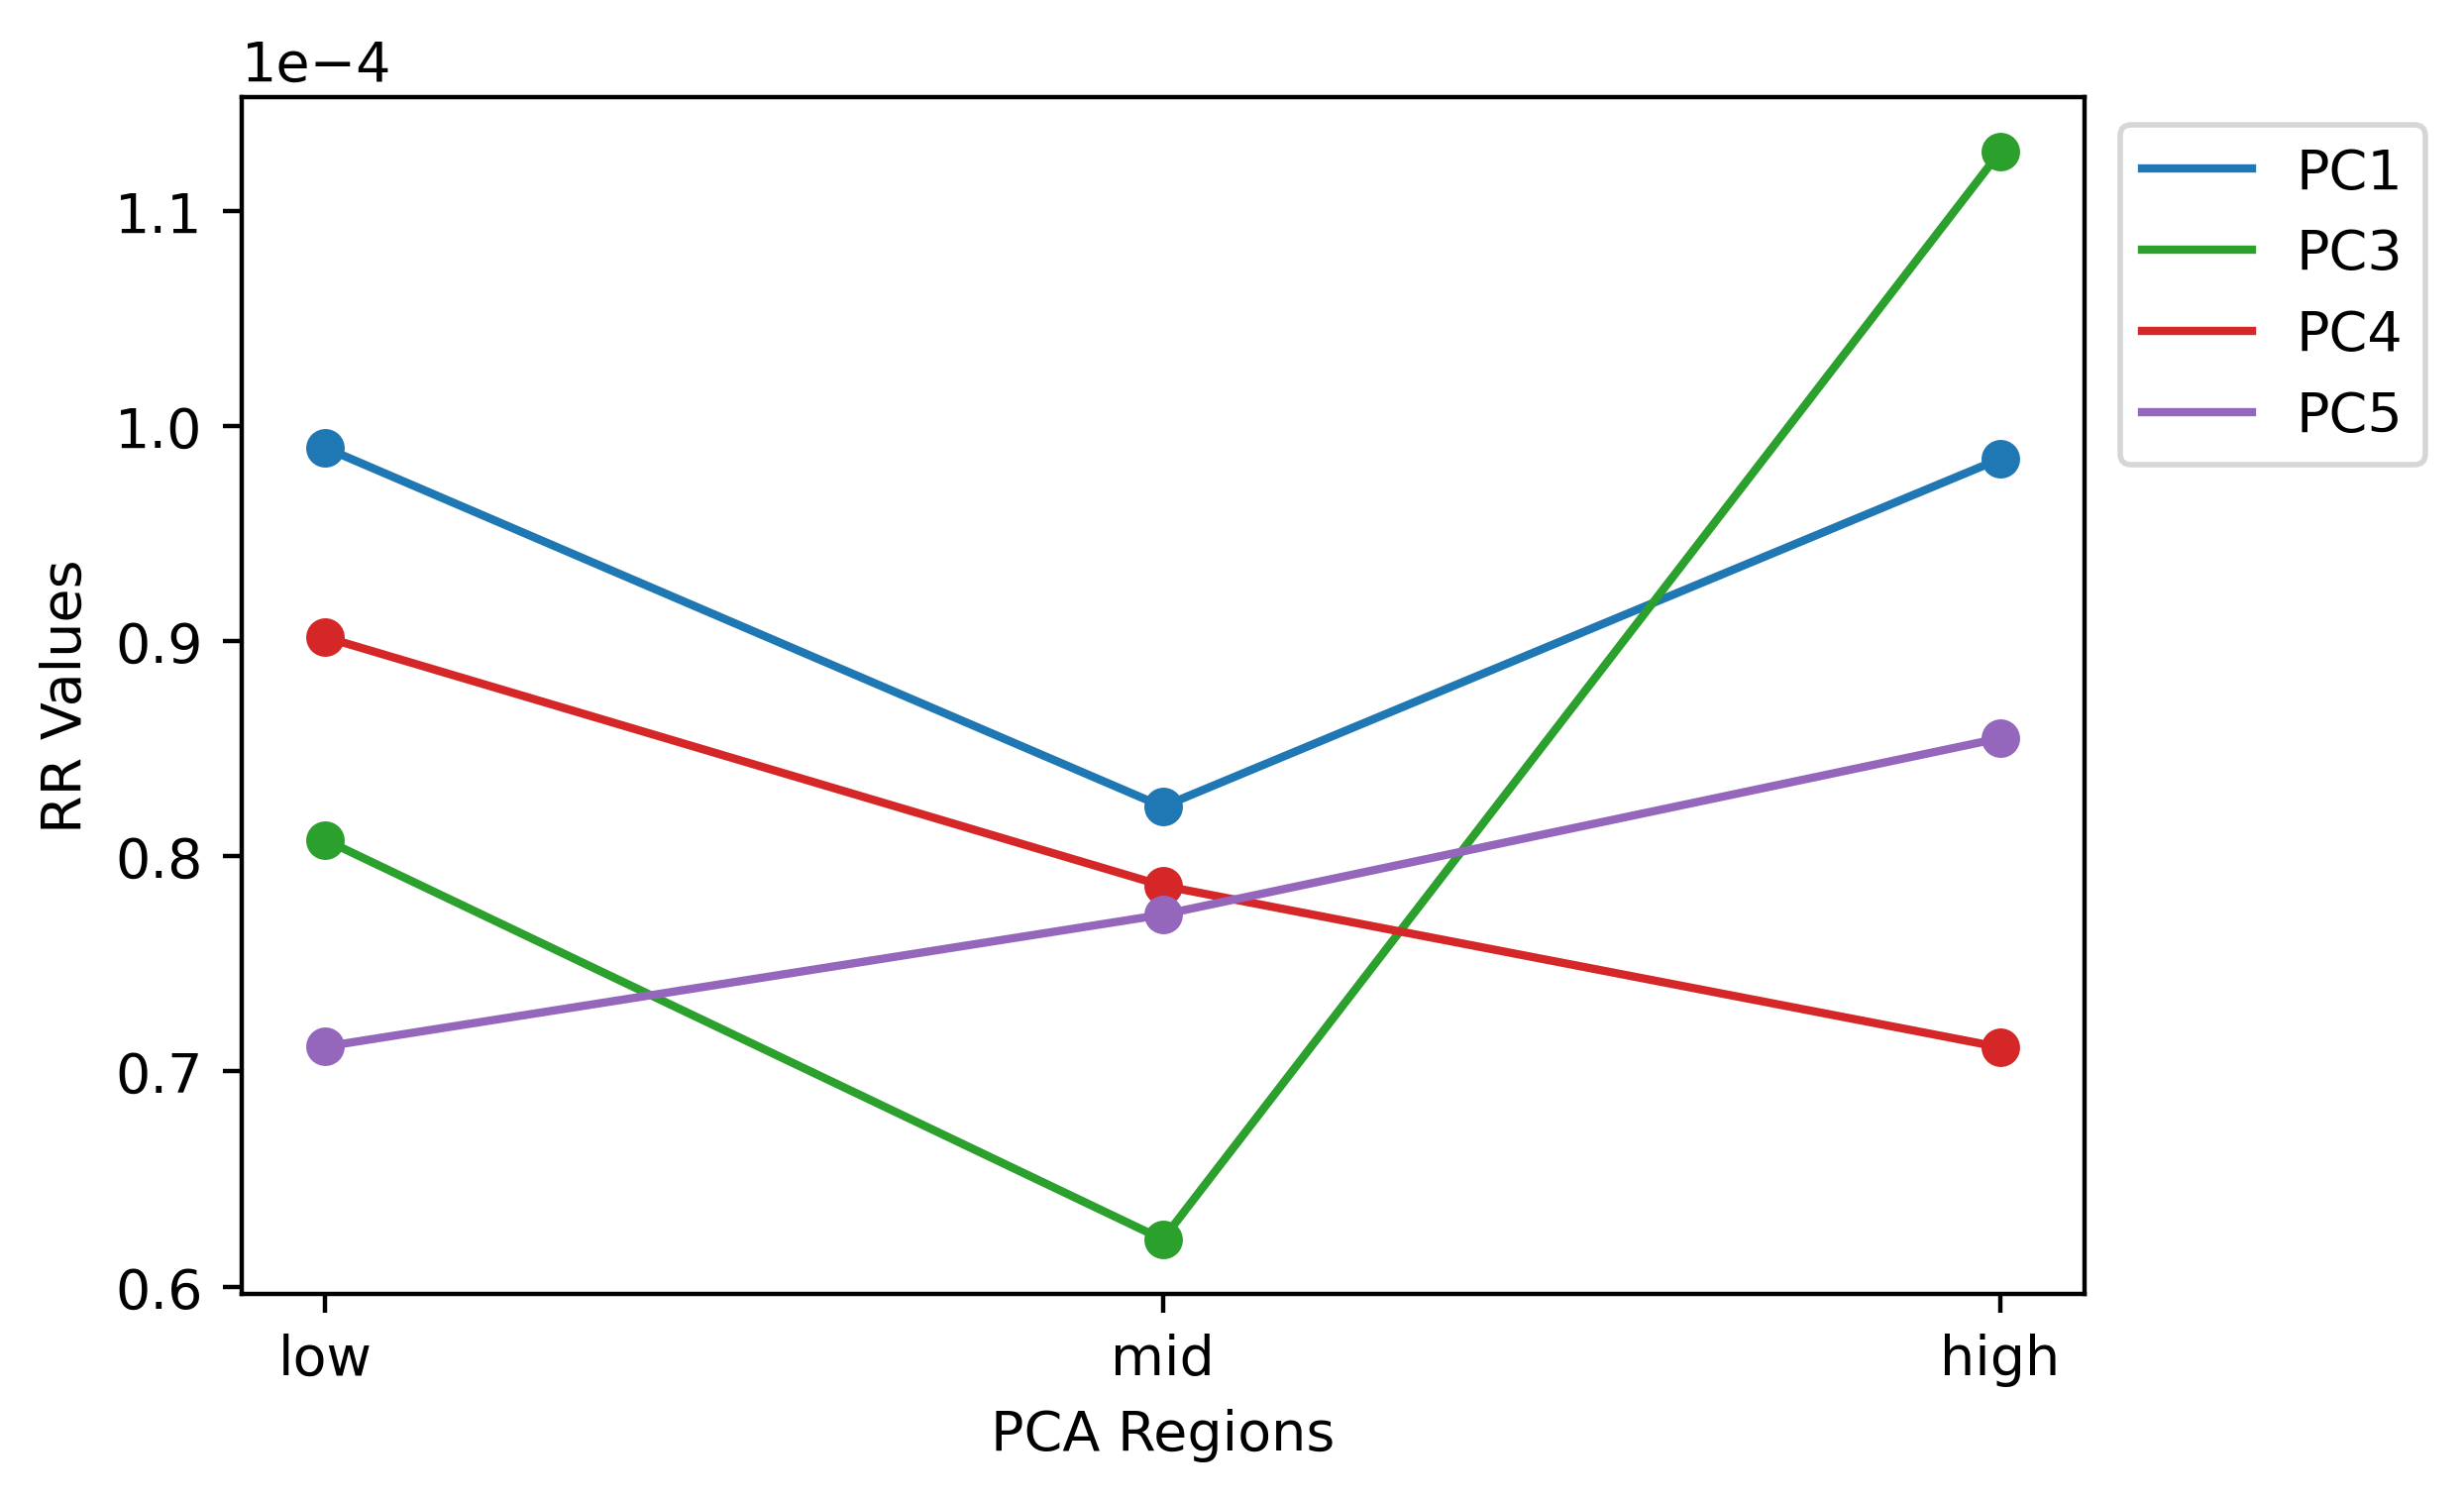 1e−4
1.1
1.0
0.9
0.8
0.7
0.6
RR Values
low
mid
high
PCA Regions
PC1
PC3
PC4
PC5